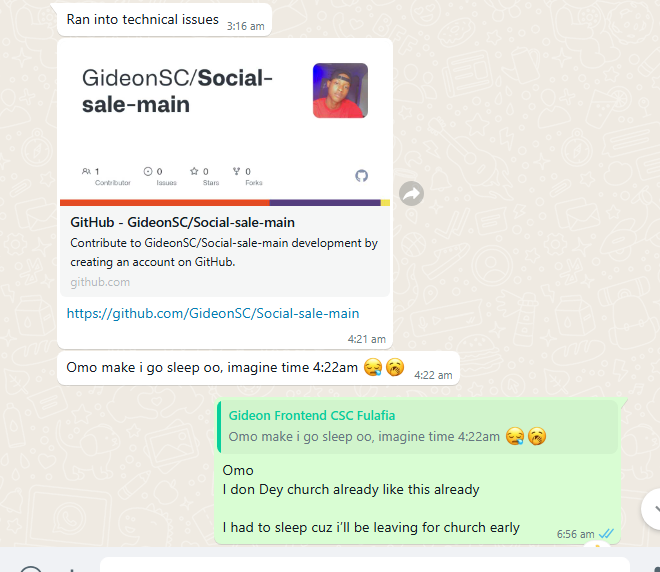 Ran into technical issues
3:16 am
GideonSC/Social-
sale-main
1
Contributor
0
Issues
0
Stars
0
Forks
GitHub - GideonSC/Social-sale-main
Contribute to GideonSC/Social-sale-main development by
creating an account on GitHub.
github.com
https://github.com/GideonSC/Social-sale-main
4:21 am
Omo make i go sleep oo, imagine time 4:22am 😪🥱
4:22 am
Gideon Frontend CSC Fulafia
Omo make i go sleep oo, imagine time 4:22am 😪🥱
Omo
I don Dey church already like this already
I had to sleep cuz i’ll be leaving for church early
6:56 am